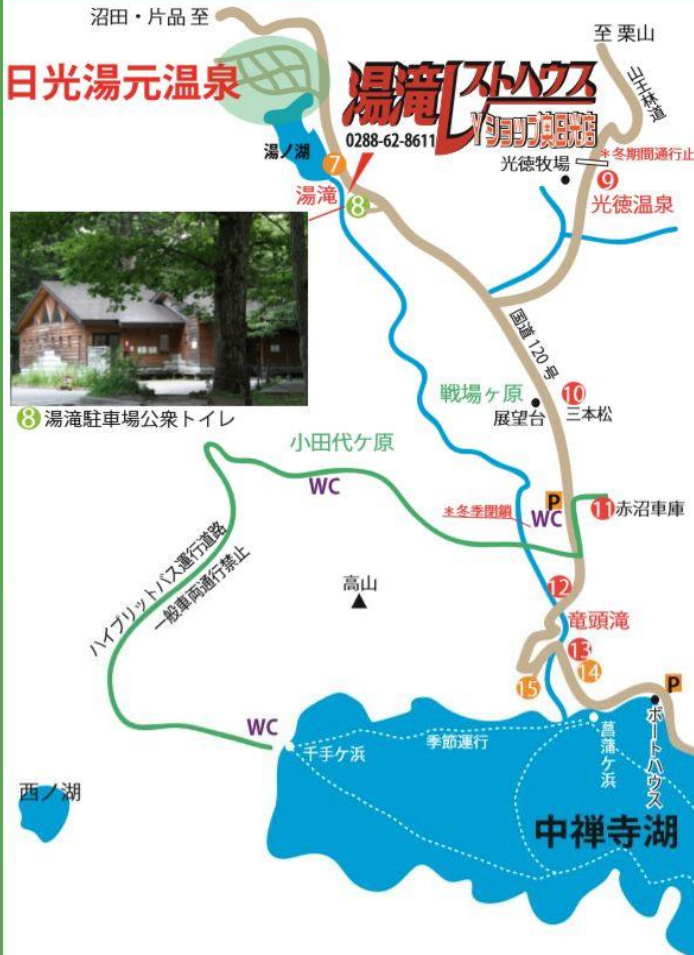 沼田・片品 至
至 栗山
日光湯元温泉
湯滝レストハウス
Yショップ奥日光店
0288-62-8611
山王林道
湯ノ湖
7
湯滝
8
光徳牧場
*冬期間通行止
9
光徳温泉
国道120号
8 湯滝駐車場公衆トイレ
戦場ヶ原
展望台
10
三本松
小田代ケ原
WC
*冬季閉鎖
P
WC
11 赤沼車庫
ハイブリットバス運行道路
一般車両通行禁止
高山
12
竜頭滝
13
14
15
P
ボートハウス
WC
千手ケ浜
季節運行
菖蒲ケ浜
西ノ湖
中禅寺湖